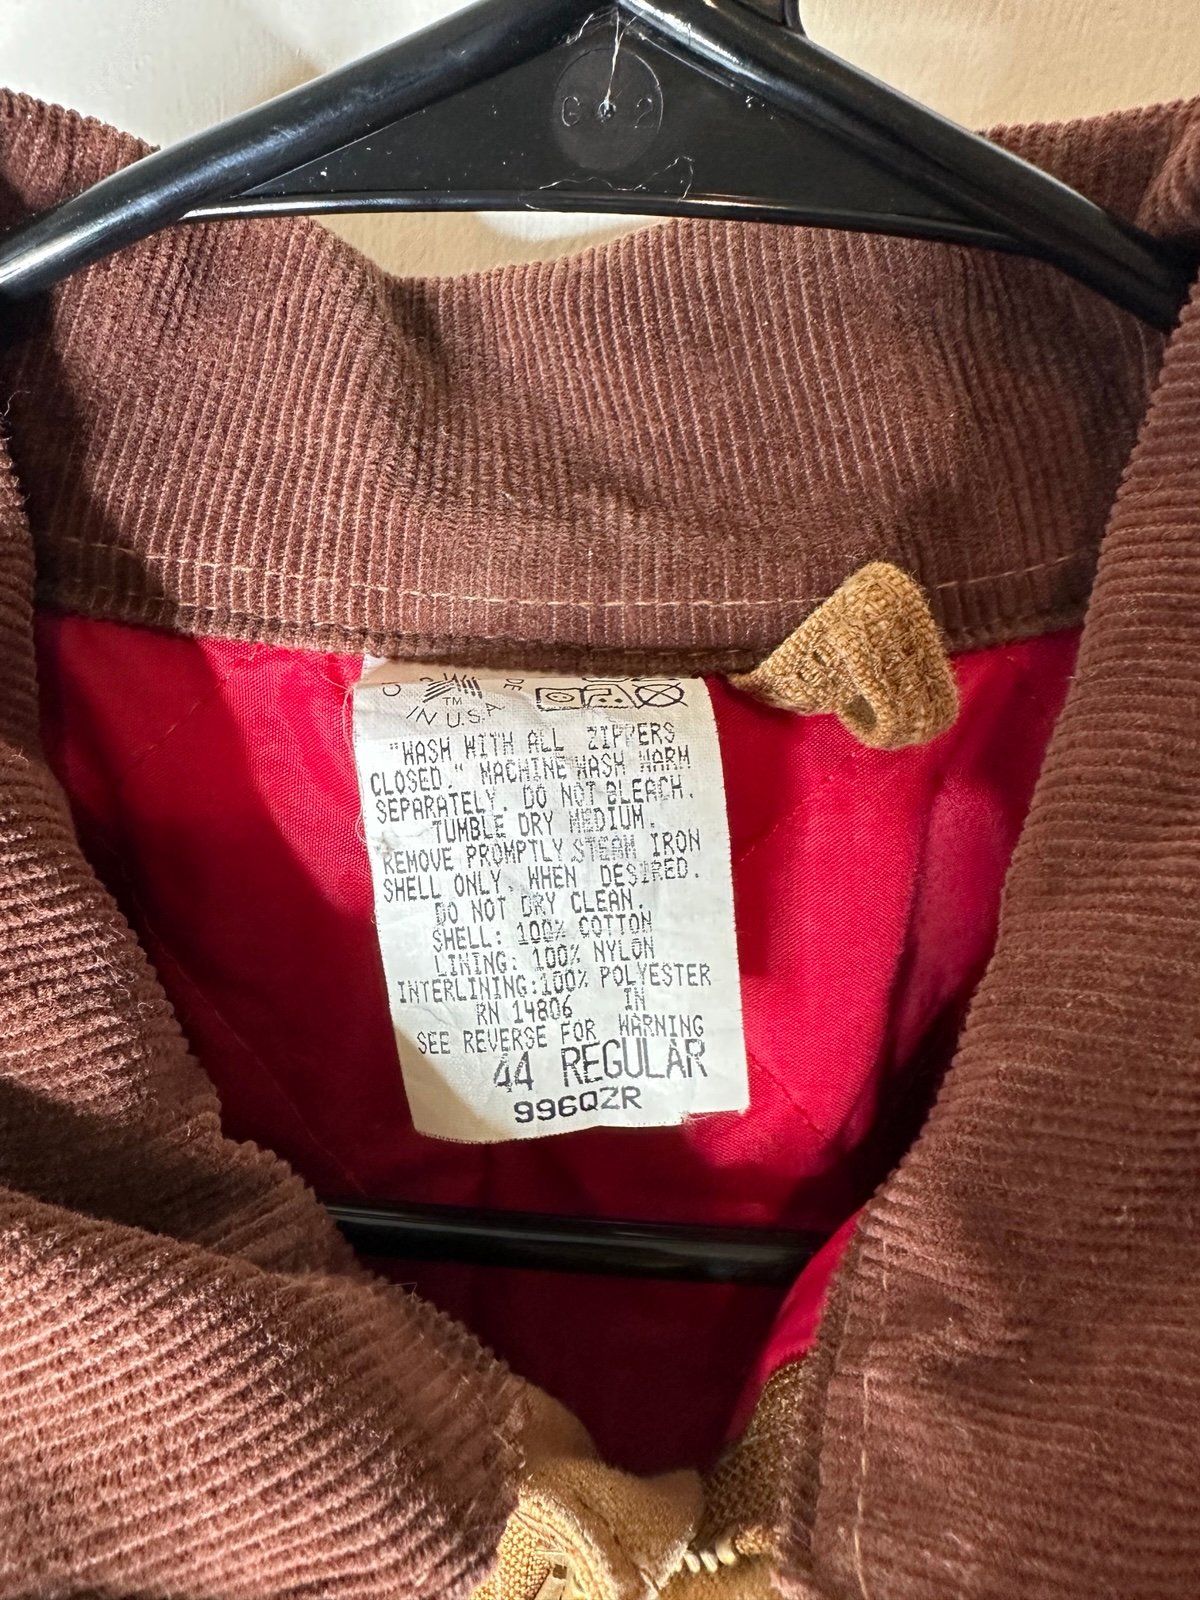 G 2
TM
IN U.S.A.
"WASH WITH ALL ZIPPERS
CLOSED." MACHINE WASH WARM
SEPARATELY. DO NOT BLEACH.
TUMBLE DRY MEDIUM.
REMOVE PROMPTLY STEAM IRON
SHELL ONLY, WHEN DESIRED.
DO NOT DRY CLEAN.
SHELL: 100% COTTON
LINING: 100% NYLON
INTERLINING:100% POLYESTER
RN 14806 IN
SEE REVERSE FOR WARNING
44 REGULAR
996QZR